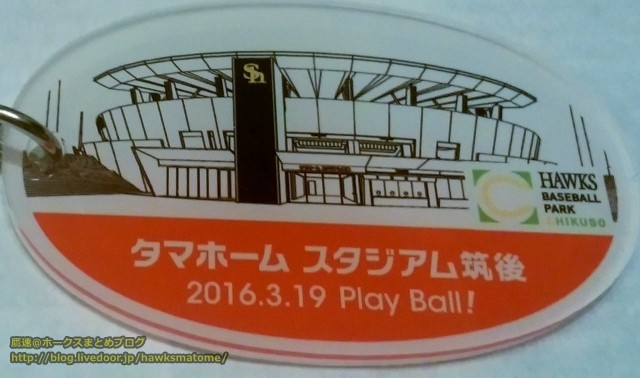 SH
HAWKS
BASEBALL
PARK
CHIKUGO
タマホーム スタジアム筑後
2016.3.19 Play Ball!
鷹速@ホークスまとめブログ
http://blog.livedoor.jp/hawksmatome/